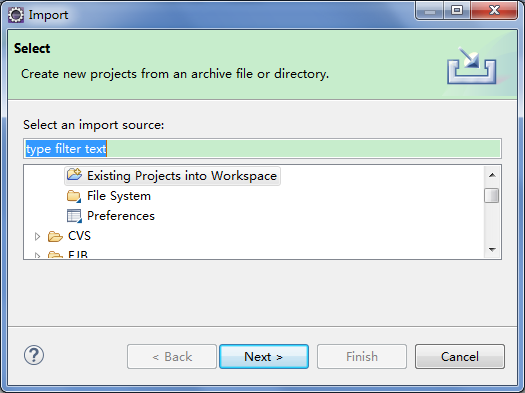 Import
Select
Create new projects from an archive file or directory.
Select an import source:
type filter text
Existing Projects into Workspace
File System
Preferences
CVS
EJB
?
< Back
Next >
Finish
Cancel